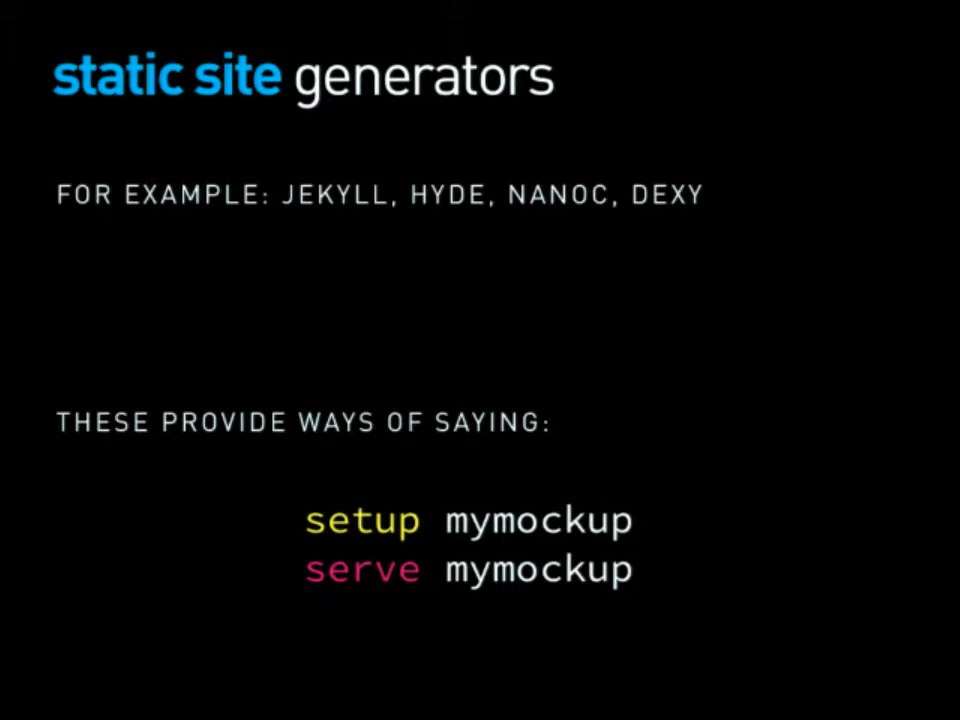 static site generators
FOR EXAMPLE: JEKYLL, HYDE, NANOC, DEXY
THESE PROVIDE WAYS OF SAYING:
setup mymockup
serve mymockup